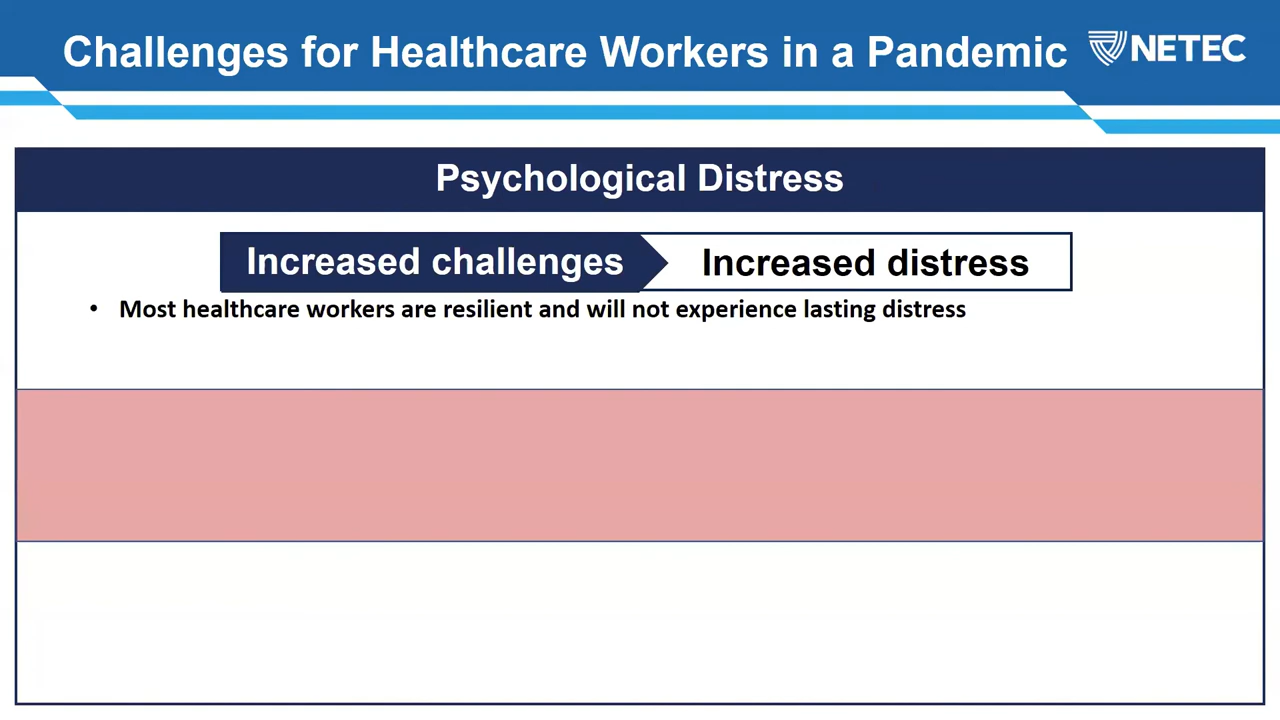 Challenges for Healthcare Workers in a Pandemic
NETEC
Psychological Distress
Increased challenges
Increased distress
• Most healthcare workers are resilient and will not experience lasting distress